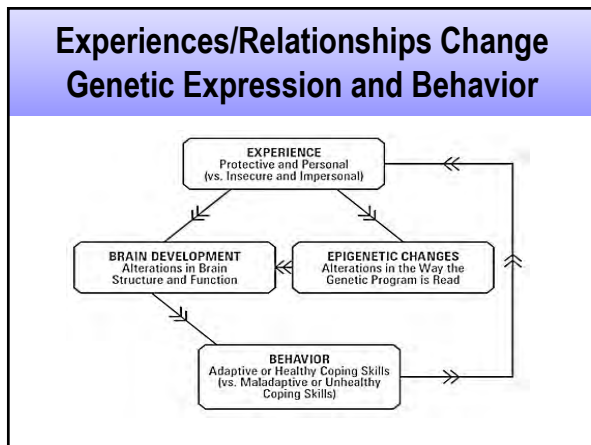 Experiences/Relationships Change
Genetic Expression and Behavior
EXPERIENCE
Protective and Personal
(vs. Insecure and Impersonal)
BRAIN DEVELOPMENT
Alterations in Brain
Structure and Function
EPIGENETIC CHANGES
Alterations in the Way the
Genetic Program is Read
BEHAVIOR
Adaptive or Healthy Coping Skills
(vs. Maladaptive or Unhealthy
Coping Skills)